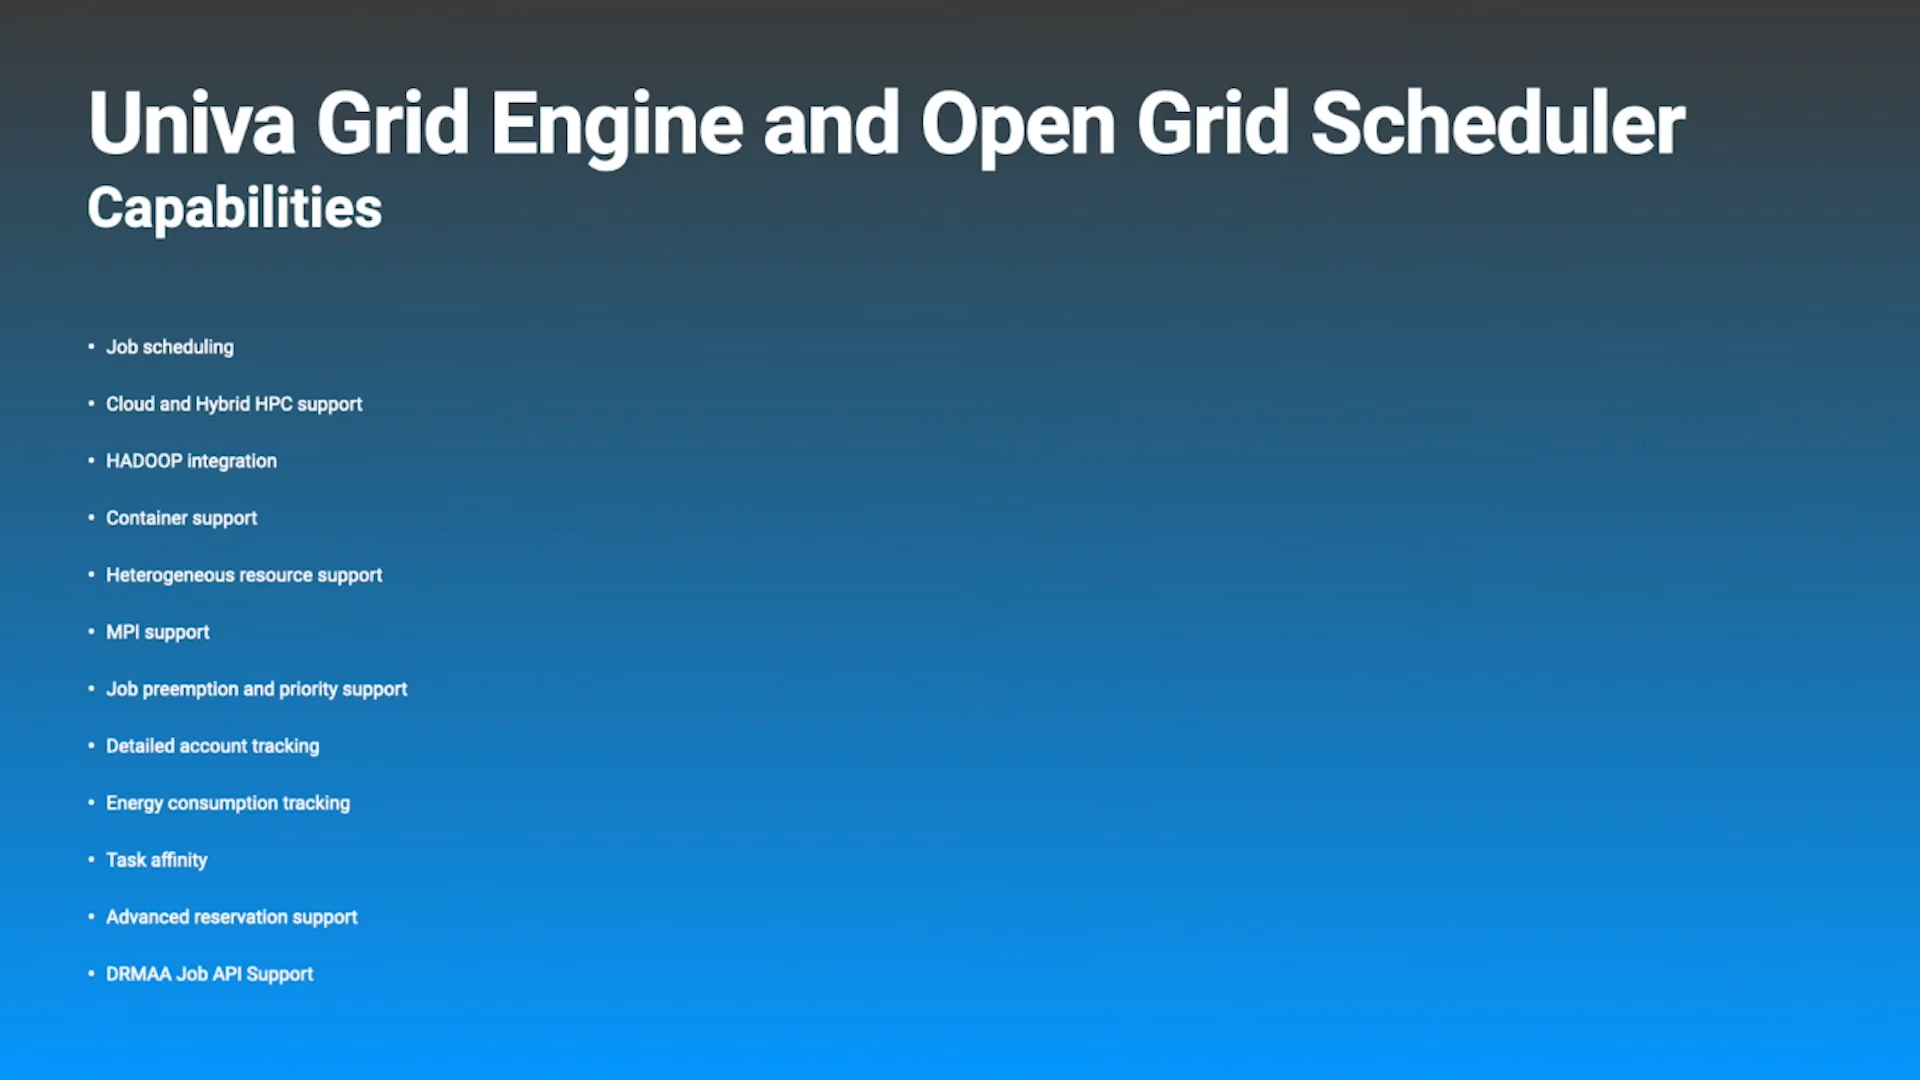 Univa Grid Engine and Open Grid Scheduler
Capabilities
• Job scheduling
• Cloud and Hybrid HPC support
• HADOOP integration
• Container support
• Heterogeneous resource support
• MPI support
• Job preemption and priority support
• Detailed account tracking
• Energy consumption tracking
• Task affinity
• Advanced reservation support
• DRMAA Job API Support